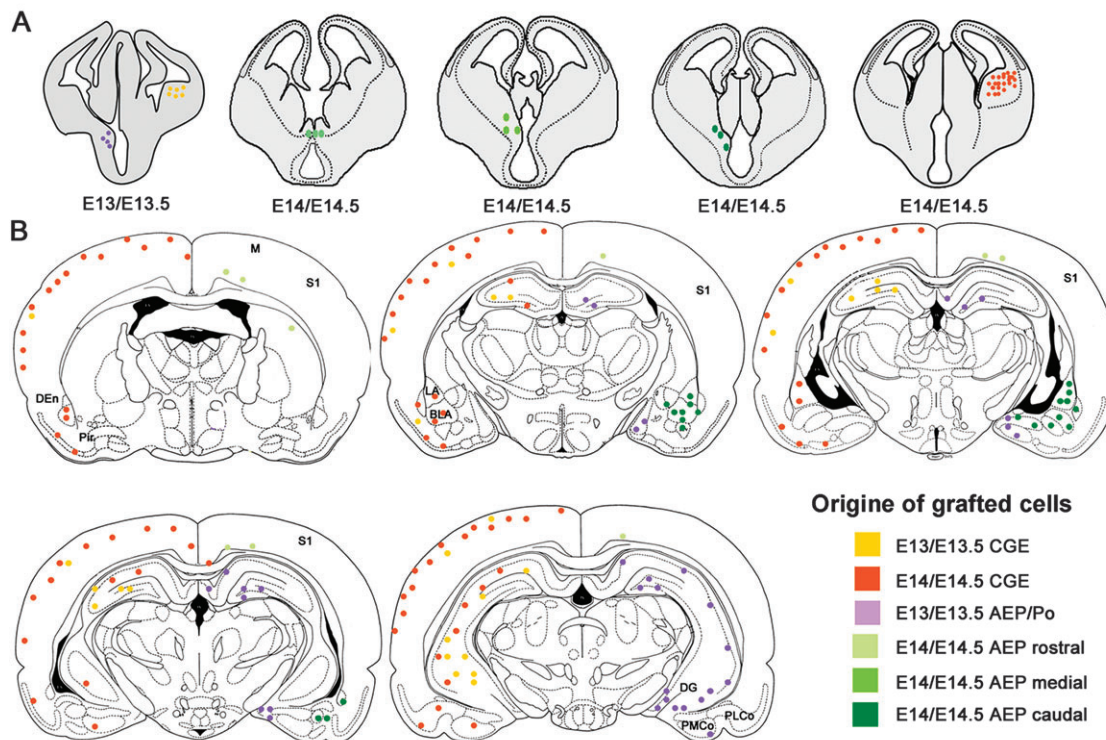 A
E13/E13.5
E14/E14.5
E14/E14.5
E14/E14.5
E14/E14.5
B
M
S1
DEn
Pir
S1
LA
BLA
S1
S1
DG
PMCo
PLCo
Origine of grafted cells
E13/E13.5 CGE
E14/E14.5 CGE
E13/E13.5 AEP/Po
E14/E14.5 AEP rostral
E14/E14.5 AEP medial
E14/E14.5 AEP caudal